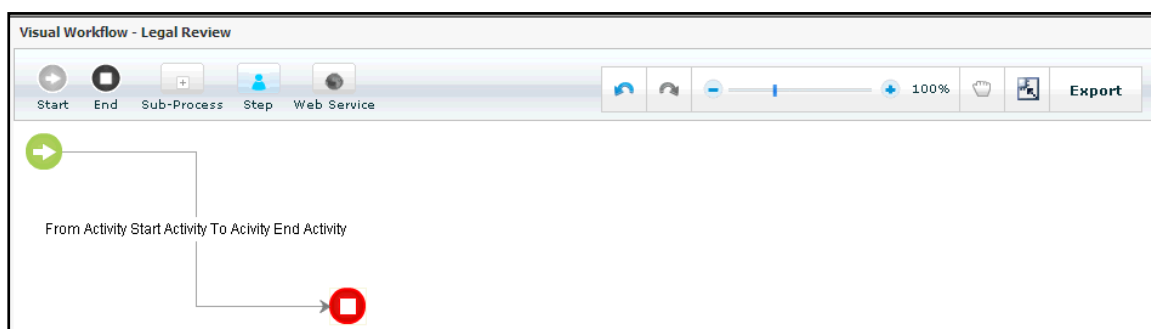 Visual Workflow - Legal Review
Start End Sub-Process Step Web Service
100% Export
From Activity Start Activity To Acivity End Activity